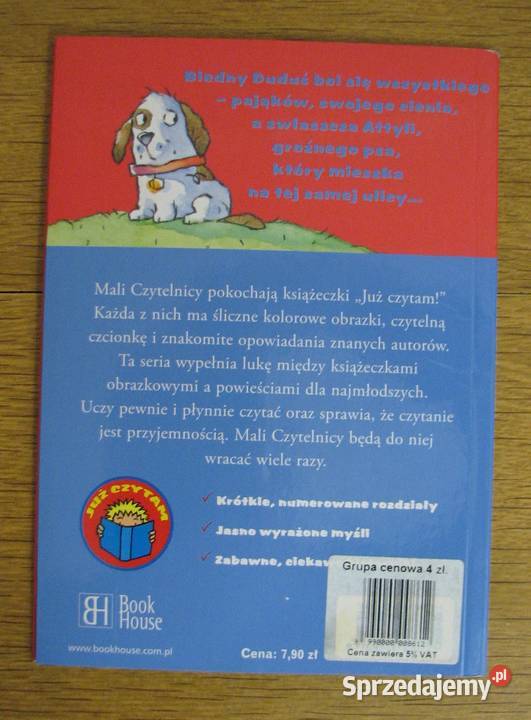 Biedny Duduś boi się wszystkiego
– pająków, swojego cienia,
a zwłaszcza Attyli,
groźnego psa,
który mieszka
na tej samej ulicy...
Mali Czytelnicy pokochają książeczki „Już czytam!”
Każda z nich ma śliczne kolorowe obrazki, czytelną
czcionkę i znakomite opowiadania znanych autorów.
Ta seria wypełnia lukę między książeczkami
obrazkowymi a powieściami dla najmłodszych.
Uczy pewnie i płynnie czytać oraz sprawia, że czytanie
jest przyjemnością. Mali Czytelnicy będą do niej
wracać wiele razy.
JUŻ CZYTAM
✓ Krótkie, numerowane rozdziały
✓ Jasno wyrażone myśli
✓ Zabawne, ciekaw
Grupa cenowa 4 zł.
990000 008612
Cena zawiera 5% VAT
BH Book
House
www.bookhouse.com.pl
Cena: 7,90 zł
Sprzedajemy.pl